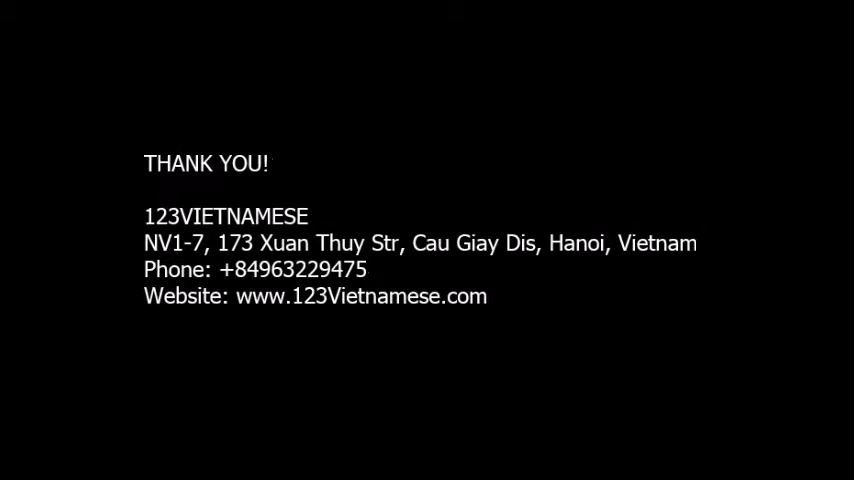 THANK YOU!
123VIETNAMESE
NV1-7, 173 Xuan Thuy Str, Cau Giay Dis, Hanoi, Vietnam
Phone: +84963229475
Website: www.123Vietnamese.com